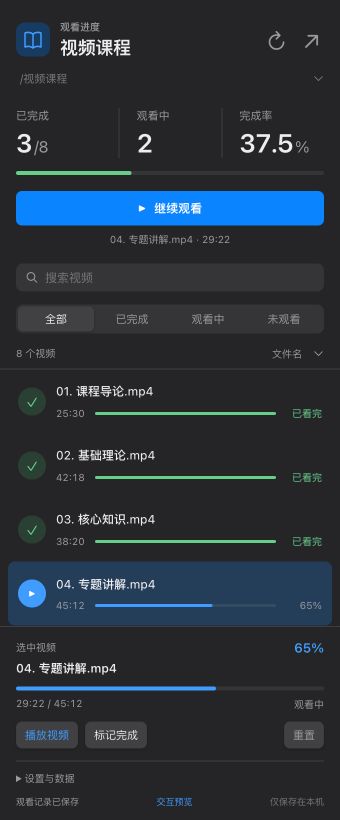 观看进度
视频课程
/视频课程
已完成 观看中 完成率
3/8 2 37.5%
继续观看
04. 专题讲解.mp4 · 29:22
搜索视频
全部 已完成 观看中 未观看
8 个视频 文件名
01. 课程导论.mp4
25:30 已看完
02. 基础理论.mp4
42:18 已看完
03. 核心知识.mp4
38:20 已看完
04. 专题讲解.mp4
45:12 65%
选中视频 65%
04. 专题讲解.mp4
29:22 / 45:12 观看中
播放视频 标记完成 重置
设置与数据
观看记录已保存 交互预览 仅保存在本机